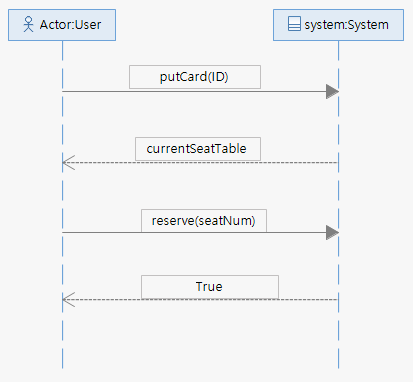 Actor:User
system:System
putCard(ID)
currentSeatTable
reserve(seatNum)
True